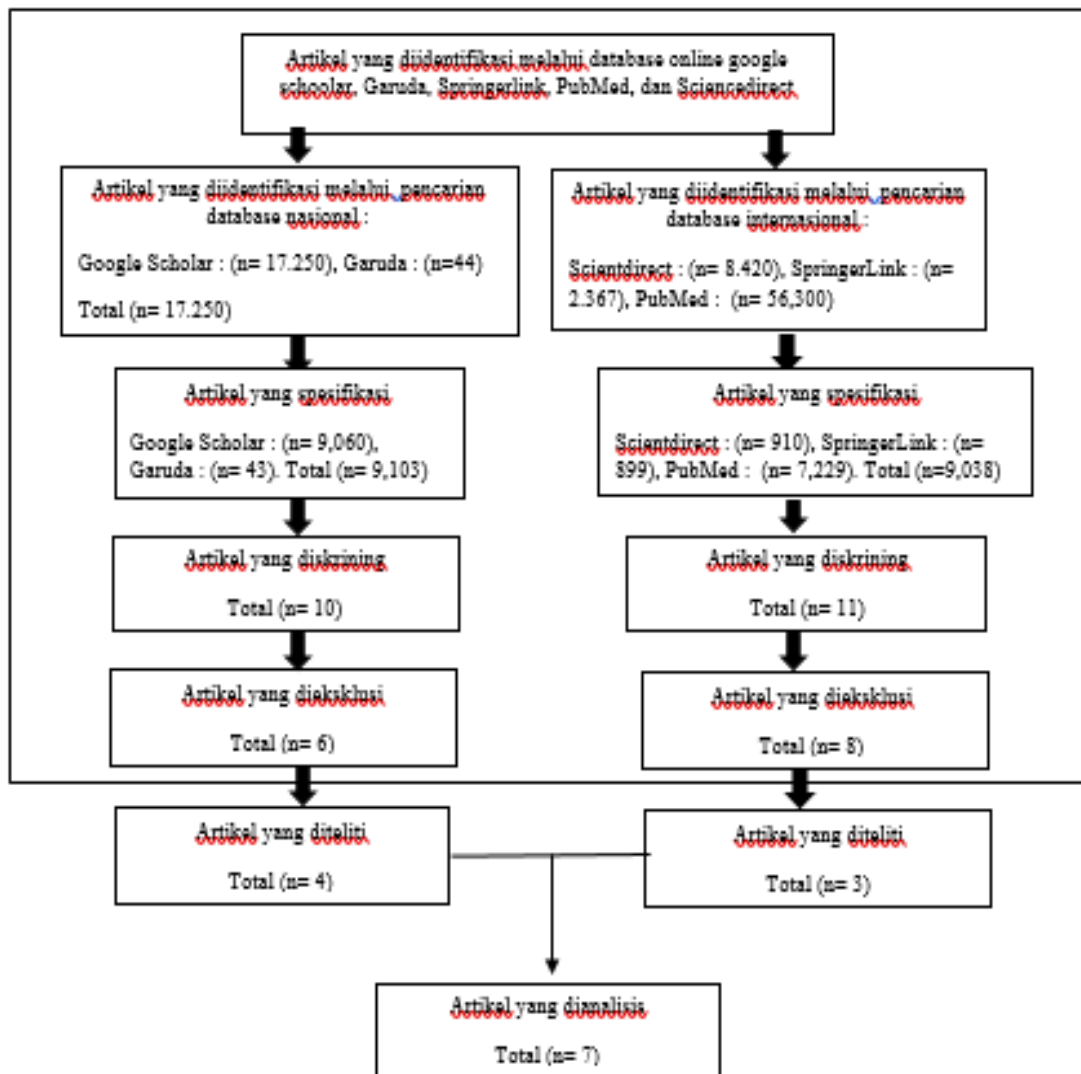 Artikel yang diidentifikasi melalui database online google
schoolar, Garuda, Springerlink, PubMed, dan Sciencedirect
Artikel yang diidentifikasi melalui pencarian
database nasional :
Google Scholar : (n= 17.250), Garuda : (n=44)
Total (n= 17.250)
Artikel yang diidentifikasi melalui pencarian
database internasional :
Scientdirect : (n= 8.420), SpringerLink : (n=
2.367), PubMed : (n= 56,300)
Artikel yang spesifikasi
Google Scholar : (n= 9,060),
Garuda : (n= 43). Total (n= 9,103)
Artikel yang spesifikasi
Scientdirect : (n= 910), SpringerLink : (n=
899), PubMed : (n= 7,229). Total (n=9,038)
Artikel yang diskrining
Total (n= 10)
Artikel yang diskrining
Total (n= 11)
Artikel yang dieksklusi
Total (n= 6)
Artikel yang dieksklusi
Total (n= 8)
Artikel yang diteliti
Total (n= 4)
Artikel yang diteliti
Total (n= 3)
Artikel yang dianalisis
Total (n= 7)